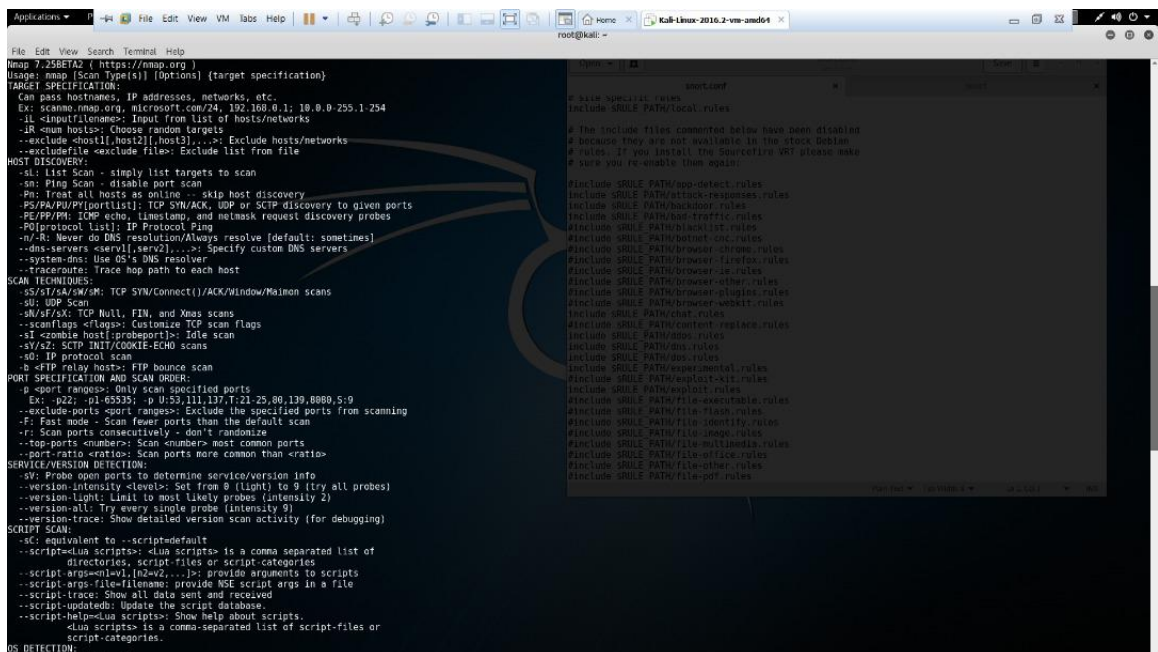 Applications
File Edit View VM Tabs Help
Home
Kali-Linux-2016.2-vm-amd64
root@kali: ~
File Edit View Search Terminal Help
Nmap 7.25BETA2 ( https://nmap.org )
Usage: nmap [Scan Type(s)] [Options] {target specification}
TARGET SPECIFICATION:
Can pass hostnames, IP addresses, networks, etc.
Ex: scanme.nmap.org, microsoft.com/24, 192.168.0.1; 10.0.0-255.1-254
-iL <inputfilename>: Input from list of hosts/networks
-iR <num hosts>: Choose random targets
--exclude <host1[,host2][,host3],...>: Exclude hosts/networks
--excludefile <exclude_file>: Exclude list from file
HOST DISCOVERY:
-sL: List Scan - simply list targets to scan
-sn: Ping Scan - disable port scan
-Pn: Treat all hosts as online -- skip host discovery
-PS/PA/PU/PY[portlist]: TCP SYN/ACK, UDP or SCTP discovery to given ports
-PE/PP/PM: ICMP echo, timestamp, and netmask request discovery probes
-PO[protocol list]: IP Protocol Ping
-n/-R: Never do DNS resolution/Always resolve [default: sometimes]
--dns-servers <serv1[,serv2],...>: Specify custom DNS servers
--system-dns: Use OS's DNS resolver
--traceroute: Trace hop path to each host
SCAN TECHNIQUES:
-sS/sT/sA/sW/sM: TCP SYN/Connect()/ACK/Window/Maimon scans
-sU: UDP Scan
-sN/sF/sX: TCP Null, FIN, and Xmas scans
--scanflags <flags>: Customize TCP scan flags
-sI <zombie host[:probeport]>: Idle scan
-sY/sZ: SCTP INIT/COOKIE-ECHO scans
-sO: IP protocol scan
-b <FTP relay host>: FTP bounce scan
PORT SPECIFICATION AND SCAN ORDER:
-p <port ranges>: Only scan specified ports
Ex: -p22; -p1-65535; -p U:53,111,137,T:21-25,80,139,8080,S:9
--exclude-ports <port ranges>: Exclude the specified ports from scanning
-F: Fast mode - Scan fewer ports than the default scan
-r: Scan ports consecutively - don't randomize
--top-ports <number>: Scan <number> most common ports
--port-ratio <ratio>: Scan ports more common than <ratio>
SERVICE/VERSION DETECTION:
-sV: Probe open ports to determine service/version info
--version-intensity <level>: Set from 0 (light) to 9 (try all probes)
--version-light: Limit to most likely probes (intensity 2)
--version-all: Try every single probe (intensity 9)
--version-trace: Show detailed version scan activity (for debugging)
SCRIPT SCAN:
-sC: equivalent to --script=default
--script=<Lua scripts>: <Lua scripts> is a comma separated list of
directories, script-files or script-categories
--script-args=<n1=v1,[n2=v2,...]>: provide arguments to scripts
--script-args-file=filename: provide NSE script args in a file
--script-trace: Show all data sent and received
--script-updatedb: Update the script database.
--script-help=<Lua scripts>: Show help about scripts.
<Lua scripts> is a comma-separated list of script-files or
script-categories.
OS DETECTION:
Open
Save
snort.conf
# site specific rules
include $RULE_PATH/local.rules
# The include files commented below have been disabled
# because they are not available in the stock Debian
# rules. If you install the Sourcefire VRT please make
# sure you re-enable them again:
#include $RULE_PATH/app-detect.rules
include $RULE_PATH/attack-responses.rules
include $RULE_PATH/backdoor.rules
include $RULE_PATH/bad-traffic.rules
#include $RULE_PATH/blacklist.rules
#include $RULE_PATH/botnet-cnc.rules
#include $RULE_PATH/browser-chrome.rules
#include $RULE_PATH/browser-firefox.rules
#include $RULE_PATH/browser-ie.rules
#include $RULE_PATH/browser-other.rules
#include $RULE_PATH/browser-plugins.rules
#include $RULE_PATH/browser-webkit.rules
include $RULE_PATH/chat.rules
#include $RULE_PATH/content-replace.rules
include $RULE_PATH/ddos.rules
include $RULE_PATH/dns.rules
include $RULE_PATH/dos.rules
include $RULE_PATH/experimental.rules
#include $RULE_PATH/exploit-kit.rules
include $RULE_PATH/exploit.rules
#include $RULE_PATH/file-executable.rules
#include $RULE_PATH/file-flash.rules
#include $RULE_PATH/file-identify.rules
#include $RULE_PATH/file-image.rules
#include $RULE_PATH/file-multimedia.rules
#include $RULE_PATH/file-office.rules
#include $RULE_PATH/file-other.rules
#include $RULE_PATH/file-pdf.rules